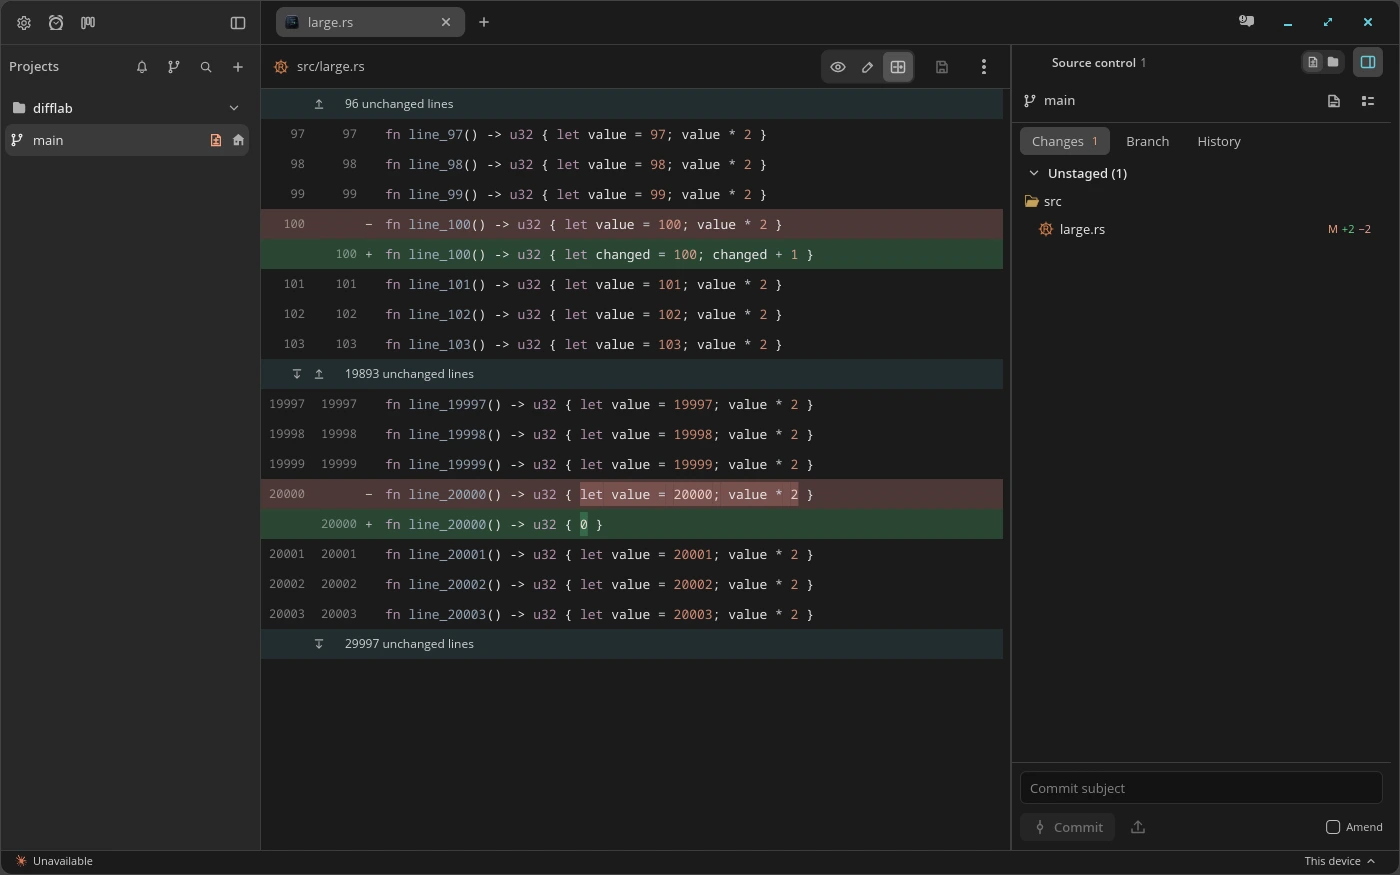 large.rs
Projects
src/large.rs
Source control 1
difflab
main
96 unchanged lines
97 97 fn line_97() -> u32 { let value = 97; value * 2 }
98 98 fn line_98() -> u32 { let value = 98; value * 2 }
99 99 fn line_99() -> u32 { let value = 99; value * 2 }
100 − fn line_100() -> u32 { let value = 100; value * 2 }
100 + fn line_100() -> u32 { let changed = 100; changed + 1 }
101 101 fn line_101() -> u32 { let value = 101; value * 2 }
102 102 fn line_102() -> u32 { let value = 102; value * 2 }
103 103 fn line_103() -> u32 { let value = 103; value * 2 }
19893 unchanged lines
19997 19997 fn line_19997() -> u32 { let value = 19997; value * 2 }
19998 19998 fn line_19998() -> u32 { let value = 19998; value * 2 }
19999 19999 fn line_19999() -> u32 { let value = 19999; value * 2 }
20000 − fn line_20000() -> u32 { let value = 20000; value * 2 }
20000 + fn line_20000() -> u32 { 0 }
20001 20001 fn line_20001() -> u32 { let value = 20001; value * 2 }
20002 20002 fn line_20002() -> u32 { let value = 20002; value * 2 }
20003 20003 fn line_20003() -> u32 { let value = 20003; value * 2 }
29997 unchanged lines
main
Changes 1 Branch History
Unstaged (1)
src
large.rs M +2 −2
Commit subject
Commit Amend
Unavailable
This device